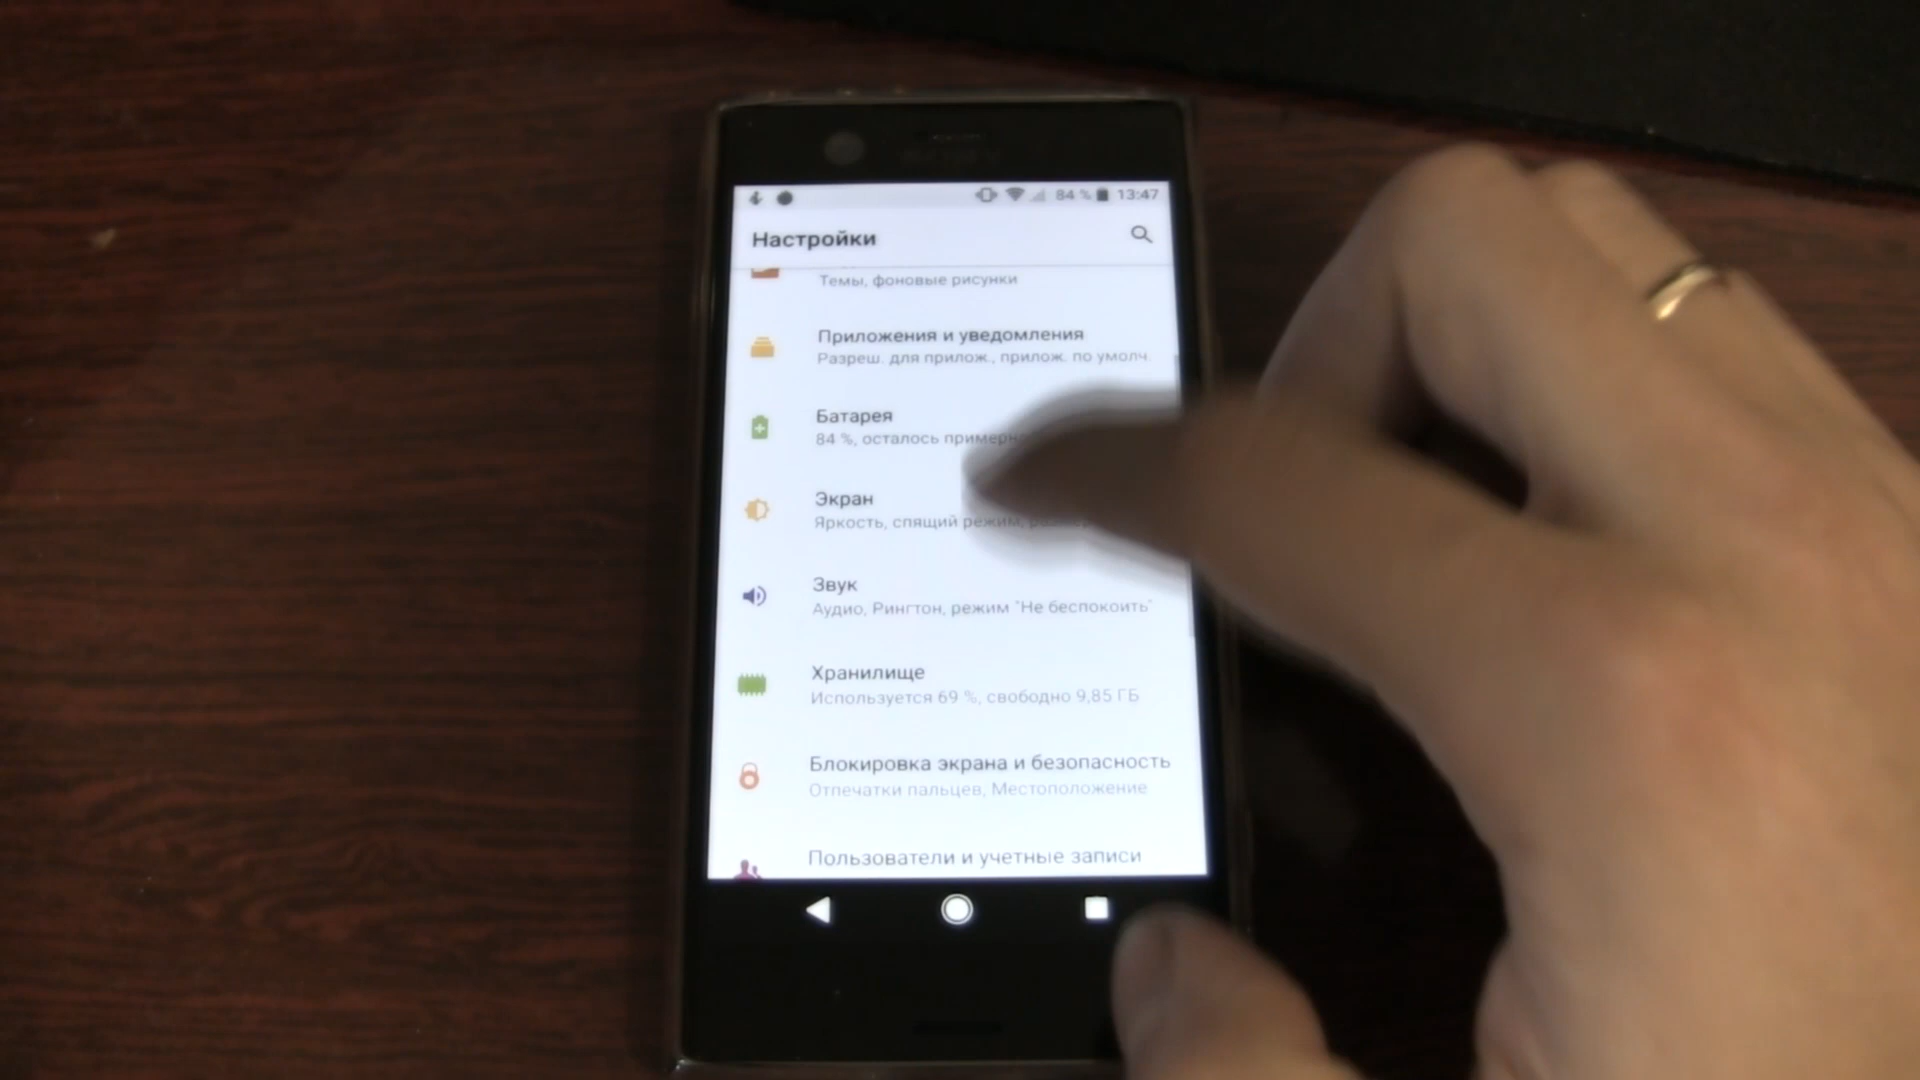 84 % 13:47
Настройки
Темы, фоновые рисунки
Приложения и уведомления
Разреш. для прилож., прилож. по умолч.
Батарея
84 %, осталось примерно
Экран
Яркость, спящий режим,
Звук
Аудио, Рингтон, режим "Не беспокоить"
Хранилище
Используется 69 %, свободно 9,85 ГБ
Блокировка экрана и безопасность
Отпечатки пальцев, Местоположение
Пользователи и учетные записи